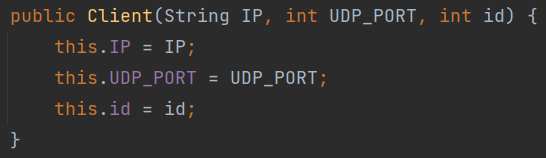 public Client(String IP, int UDP_PORT, int id) {
    this.IP = IP;
    this.UDP_PORT = UDP_PORT;
    this.id = id;
}